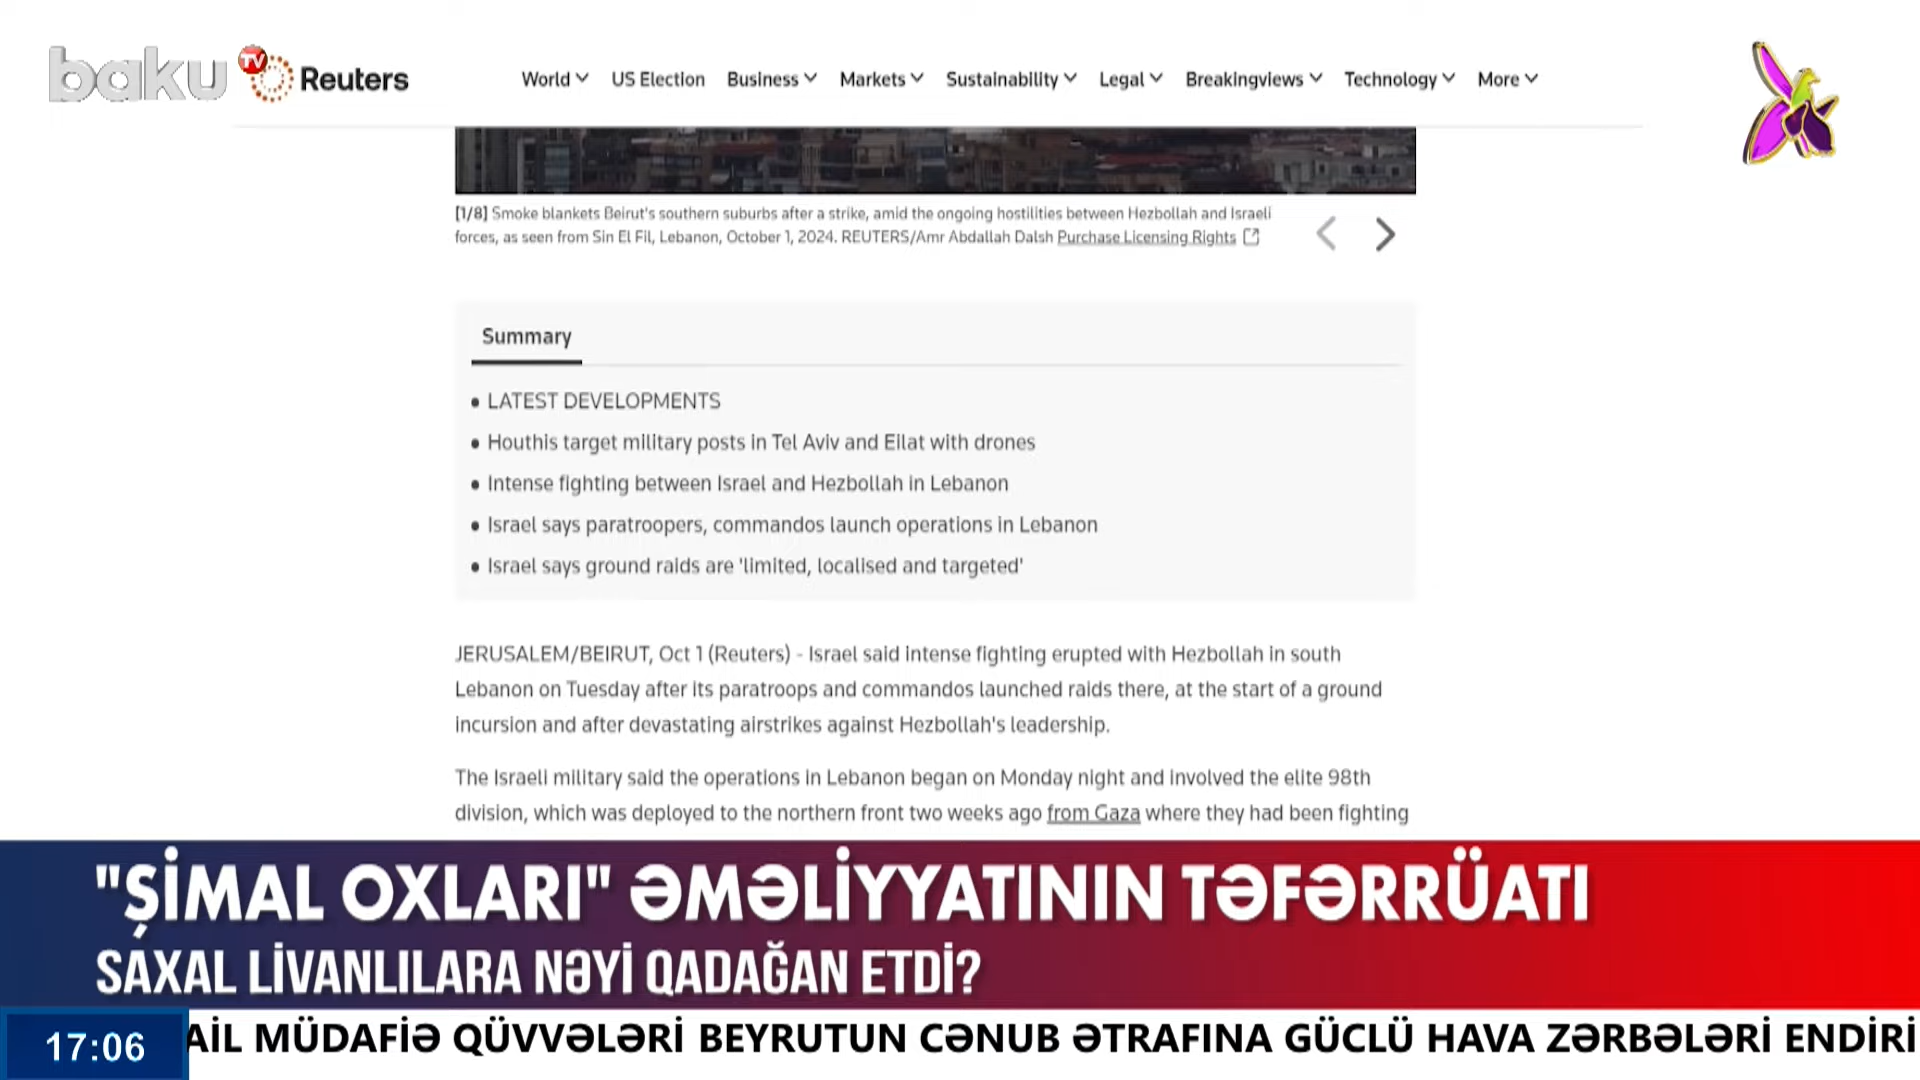 baku TV
Reuters
World US Election Business Markets Sustainability Legal Breakingviews Technology More
[1/8] Smoke blankets Beirut's southern suburbs after a strike, amid the ongoing hostilities between Hezbollah and Israeli
forces, as seen from Sin El Fil, Lebanon, October 1, 2024. REUTERS/Amr Abdallah Dalsh Purchase Licensing Rights
Summary
• LATEST DEVELOPMENTS
• Houthis target military posts in Tel Aviv and Eilat with drones
• Intense fighting between Israel and Hezbollah in Lebanon
• Israel says paratroopers, commandos launch operations in Lebanon
• Israel says ground raids are 'limited, localised and targeted'
JERUSALEM/BEIRUT, Oct 1 (Reuters) - Israel said intense fighting erupted with Hezbollah in south
Lebanon on Tuesday after its paratroops and commandos launched raids there, at the start of a ground
incursion and after devastating airstrikes against Hezbollah's leadership.
The Israeli military said the operations in Lebanon began on Monday night and involved the elite 98th
division, which was deployed to the northern front two weeks ago from Gaza where they had been fighting
"ŞİMAL OXLARI" ƏMƏLİYYATININ TƏFƏRRÜATI
SAXAL LİVANLILARA NƏYİ QADAĞAN ETDİ?
17:06
AİL MÜDAFİƏ QÜVVƏLƏRİ BEYRUTUN CƏNUB ƏTRAFINA GÜCLÜ HAVA ZƏRBƏLƏRİ ENDİRİ